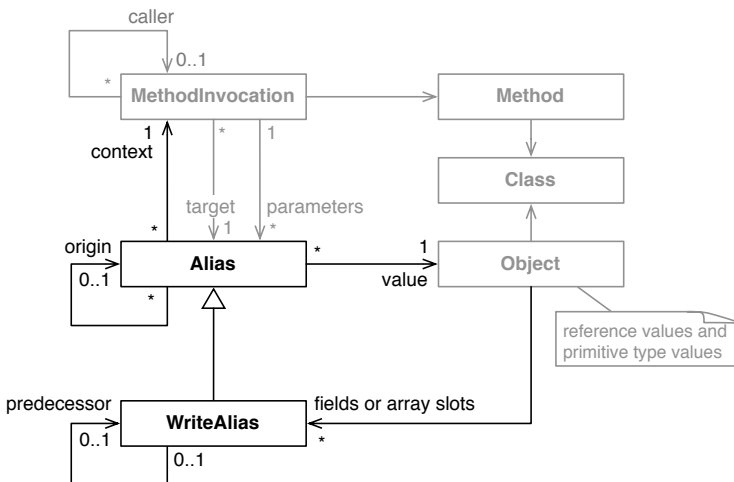 caller
0..1
*
MethodInvocation
Method
1
*
1
context
Class
target
parameters
*
1
*
origin
*
1
0..1
Alias
Object
*
value
reference values and
primitive type values
predecessor
fields or array slots
WriteAlias
0..1
*
0..1